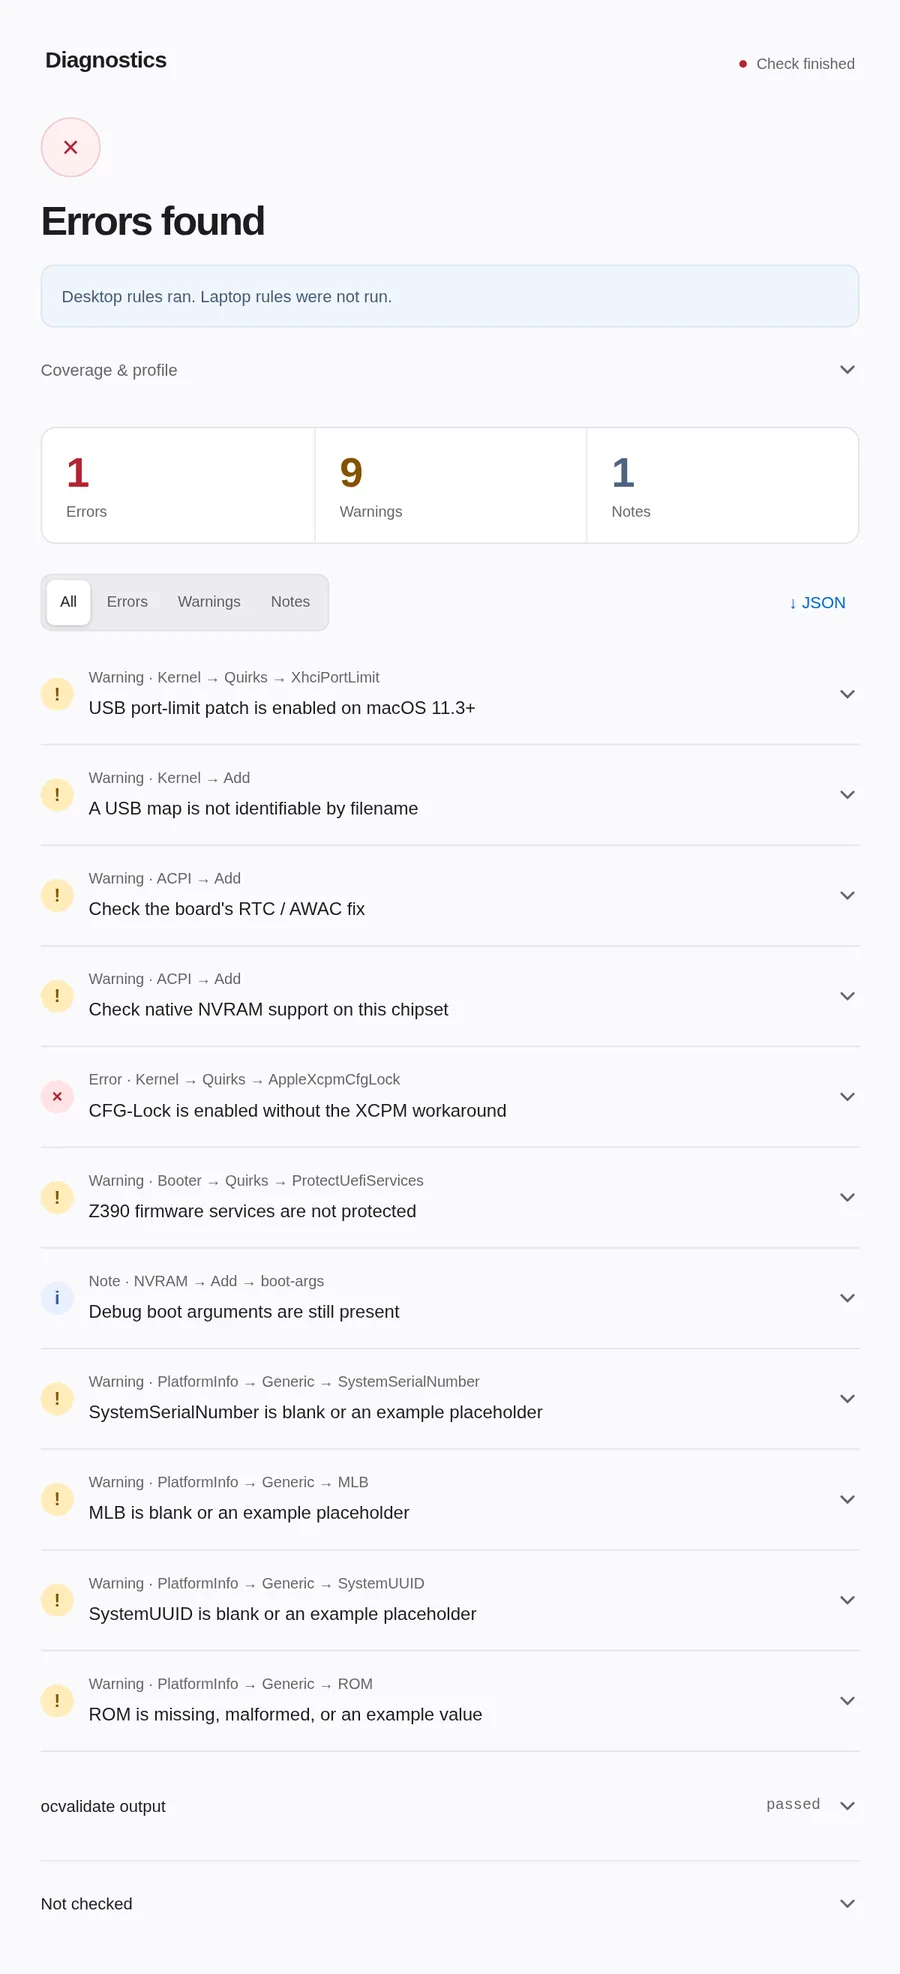 Diagnostics
Check finished
Errors found
Desktop rules ran. Laptop rules were not run.
Coverage & profile
1
Errors
9
Warnings
1
Notes
All
Errors
Warnings
Notes
↓ JSON
Warning · Kernel → Quirks → XhciPortLimit
USB port-limit patch is enabled on macOS 11.3+
Warning · Kernel → Add
A USB map is not identifiable by filename
Warning · ACPI → Add
Check the board's RTC / AWAC fix
Warning · ACPI → Add
Check native NVRAM support on this chipset
Error · Kernel → Quirks → AppleXcpmCfgLock
CFG-Lock is enabled without the XCPM workaround
Warning · Booter → Quirks → ProtectUefiServices
Z390 firmware services are not protected
Note · NVRAM → Add → boot-args
Debug boot arguments are still present
Warning · PlatformInfo → Generic → SystemSerialNumber
SystemSerialNumber is blank or an example placeholder
Warning · PlatformInfo → Generic → MLB
MLB is blank or an example placeholder
Warning · PlatformInfo → Generic → SystemUUID
SystemUUID is blank or an example placeholder
Warning · PlatformInfo → Generic → ROM
ROM is missing, malformed, or an example value
ocvalidate output
passed
Not checked